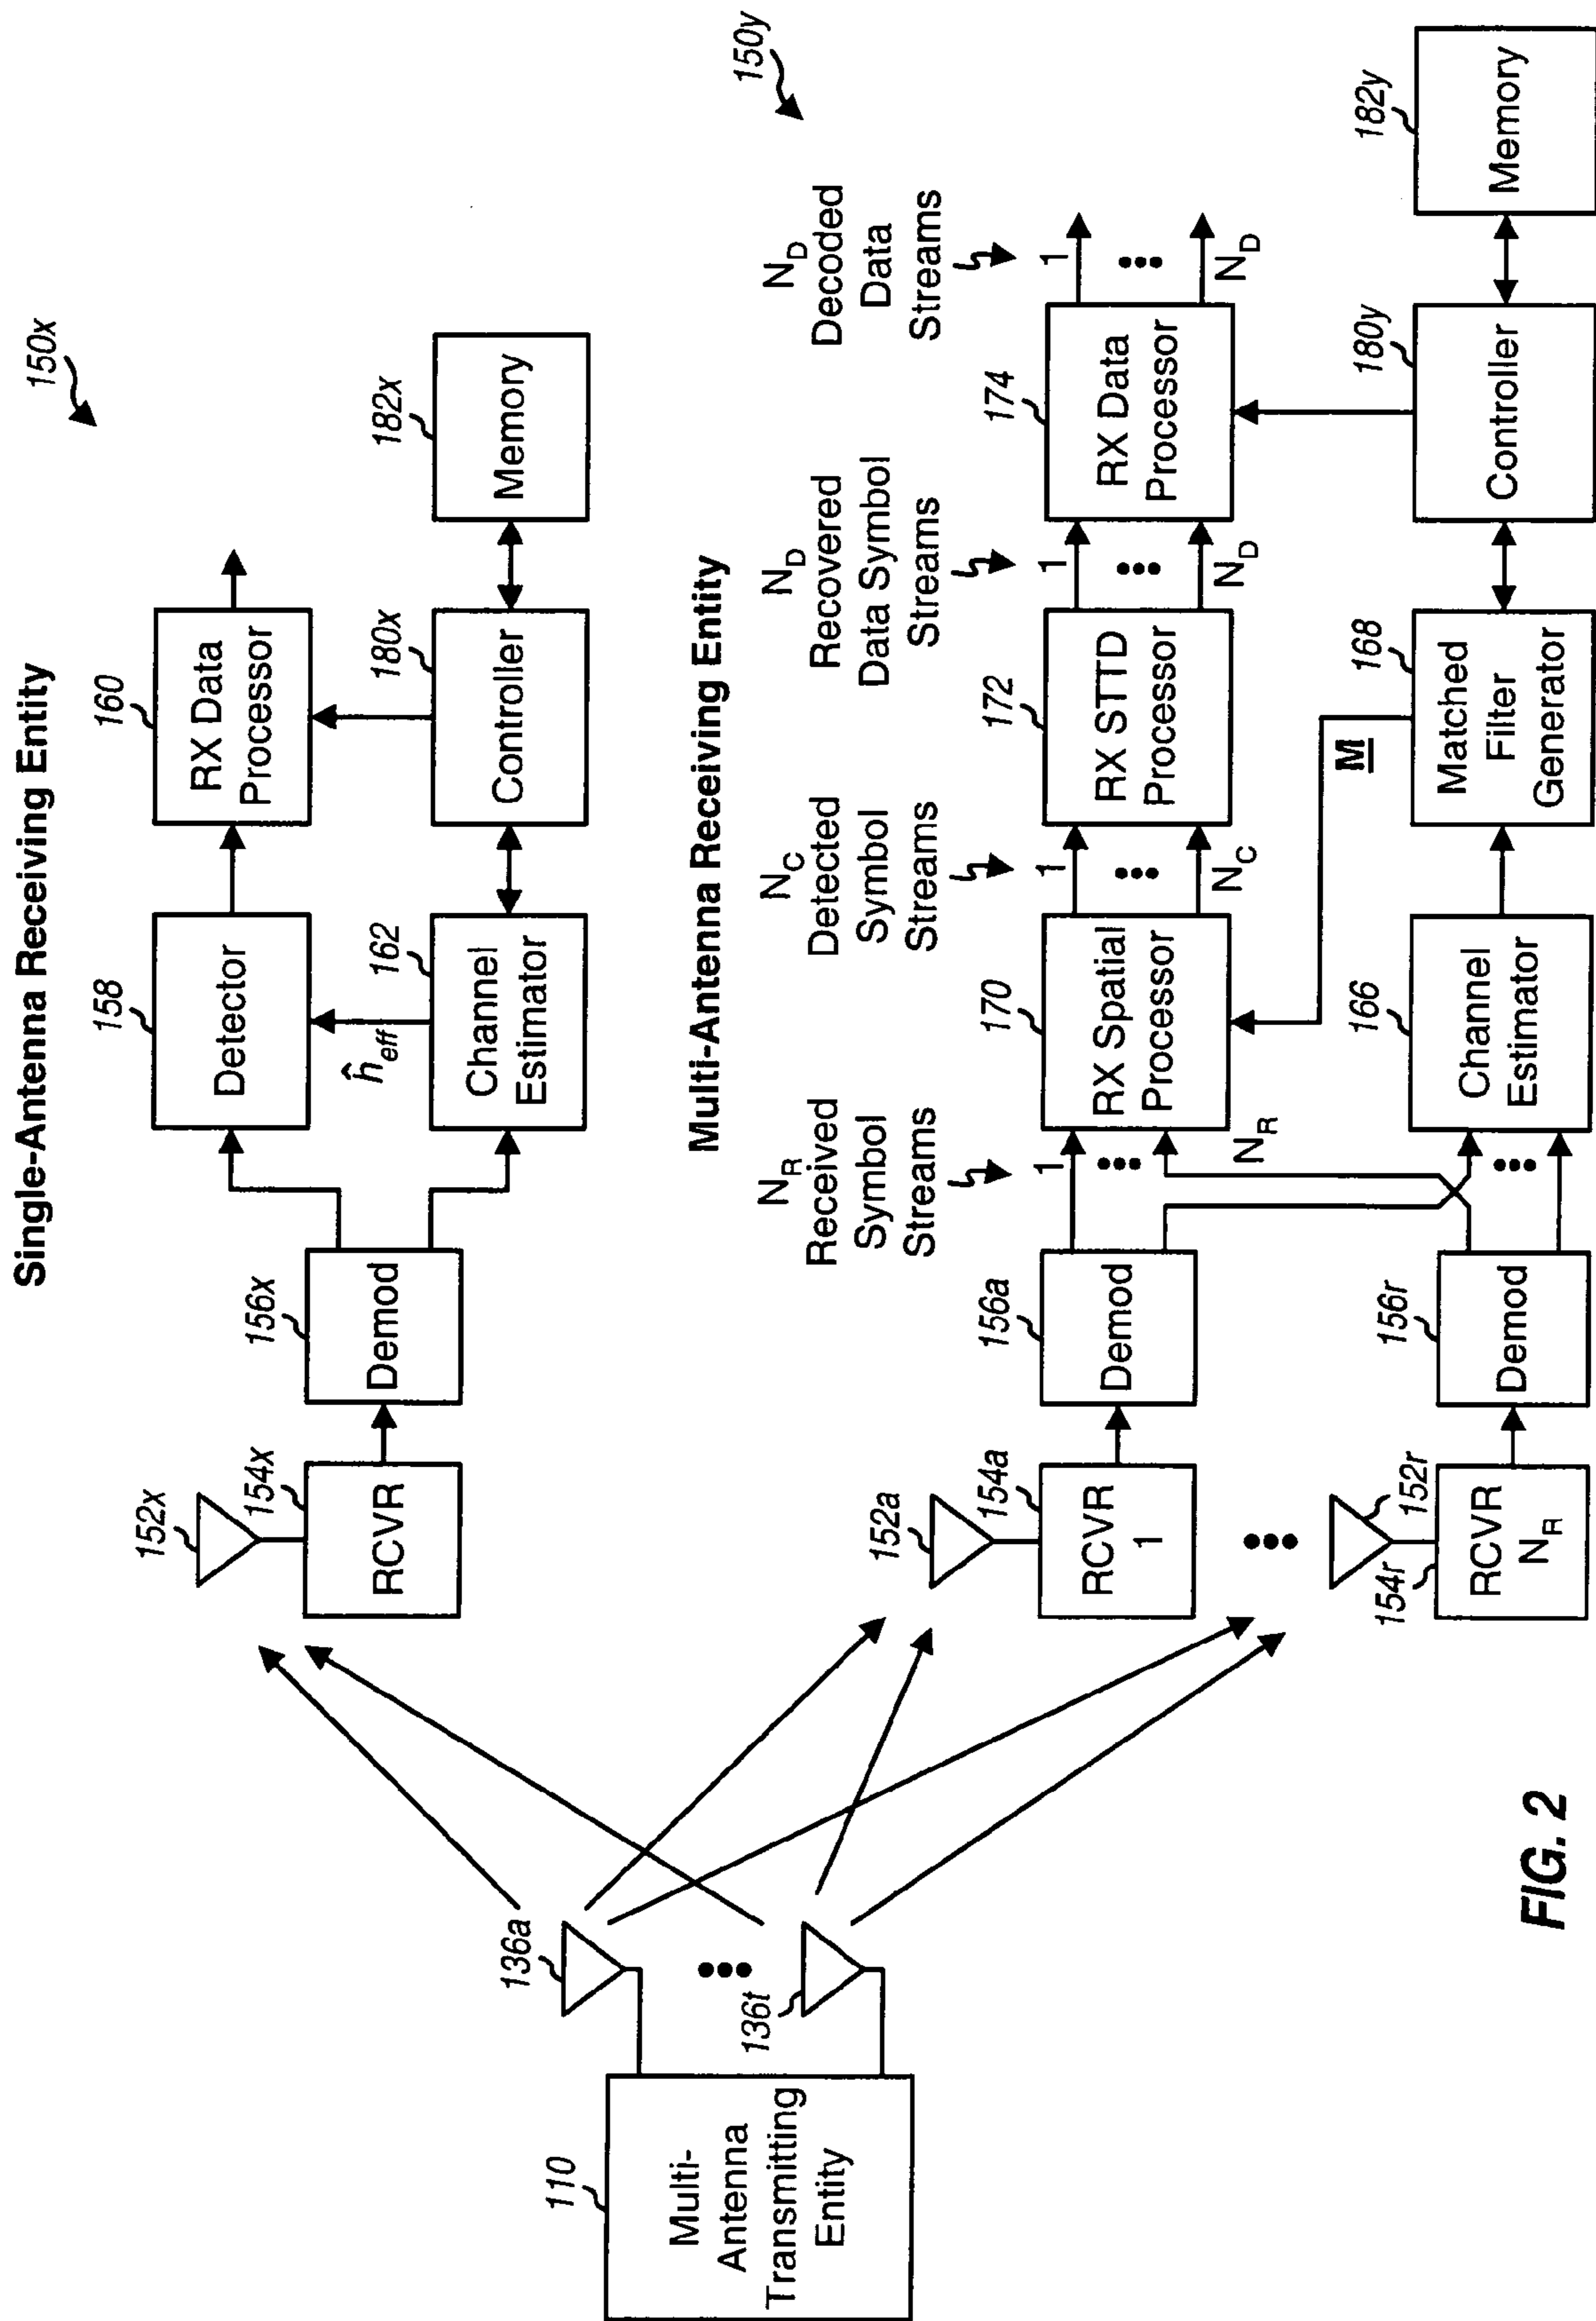 Single-Antenna Receiving Entity
150x
152x
154x
RCVR
156x
Demod
158
Detector
160
RX Data
Processor
ĥeff
162
Channel
Estimator
180x
Controller
182x
Memory
Multi-Antenna Receiving Entity
150y
110
Multi-
Antenna
Transmitting
Entity
136a
136t
152a
154a
RCVR
1
156a
Demod
NR
Received
Symbol
Streams
1
NR
170
RX Spatial
Processor
NC
Detected
Symbol
Streams
1
NC
172
RX STTD
Processor
ND
Recovered
Data Symbol
Streams
1
ND
174
RX Data
Processor
ND
Decoded
Data
Streams
1
ND
152r
154r
RCVR
NR
156r
Demod
166
Channel
Estimator
M
168
Matched
Filter
Generator
180y
Controller
182y
Memory
FIG. 2